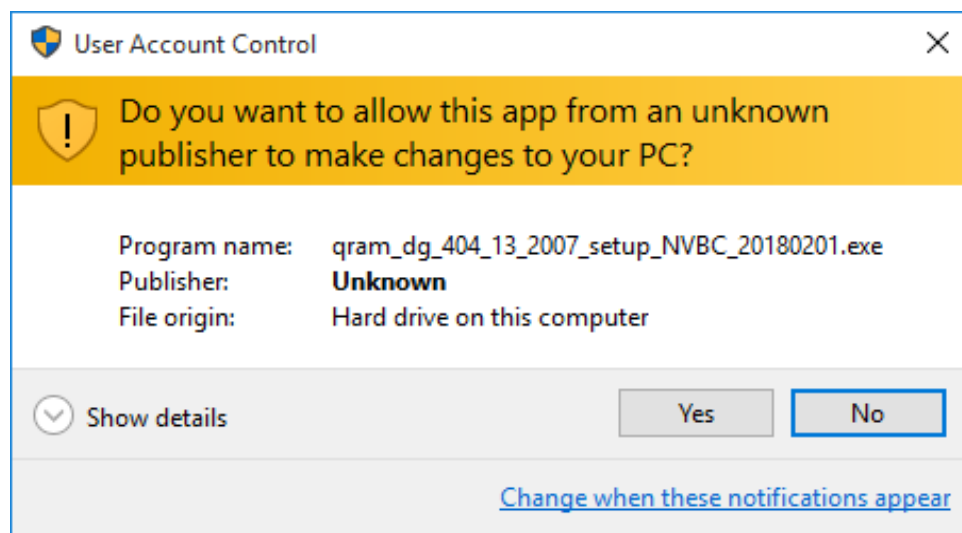 User Account Control
Do you want to allow this app from an unknown
publisher to make changes to your PC?
Program name: qram_dg_404_13_2007_setup_NVBC_20180201.exe
Publisher: Unknown
File origin: Hard drive on this computer
Show details
Yes
No
Change when these notifications appear